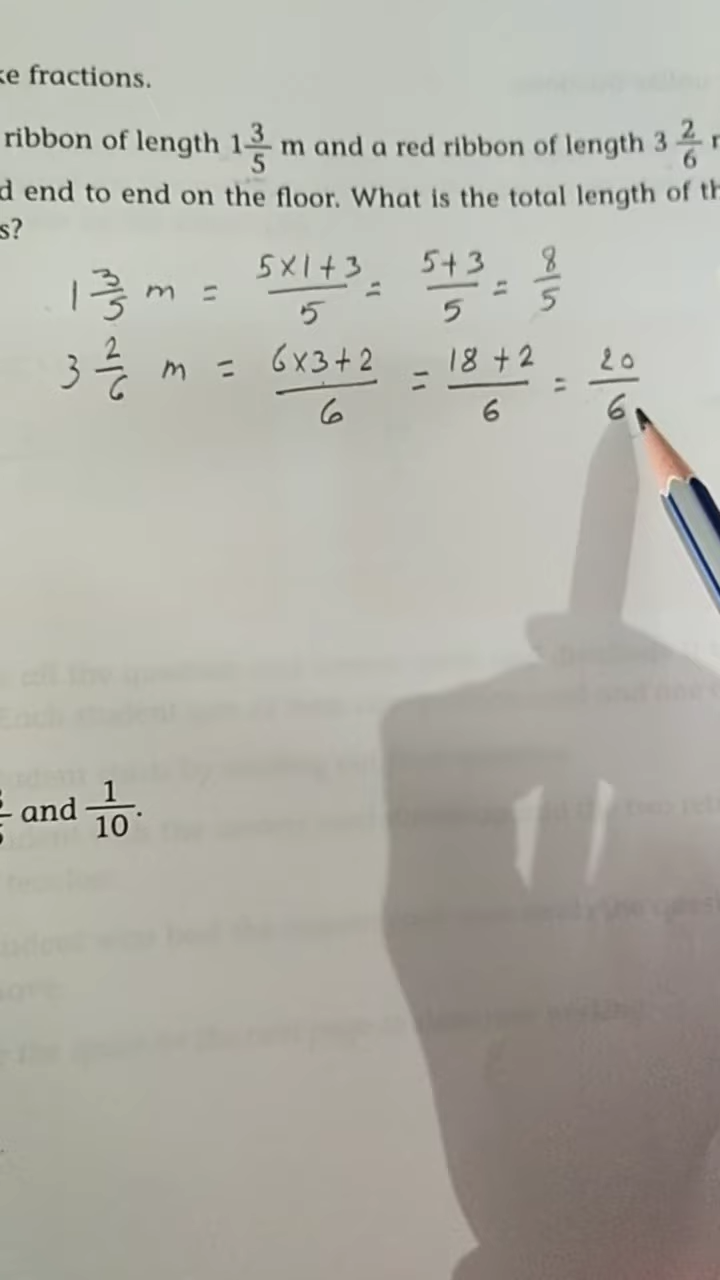 ke fractions.
ribbon of length 1 3/5 m and a red ribbon of length 3 2/6
d end to end on the floor. What is the total length of th
s?
1 3/5 m = (5×1+3)/5 = (5+3)/5 = 8/5
3 2/6 m = (6×3+2)/6 = (18+2)/6 = 20/6
and 1/10.